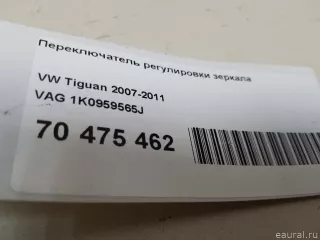 Переключатель регулировки зеркала
VW Tiguan 2007-2011
VAG 1K0959565J
70 475 462
eaural.ru